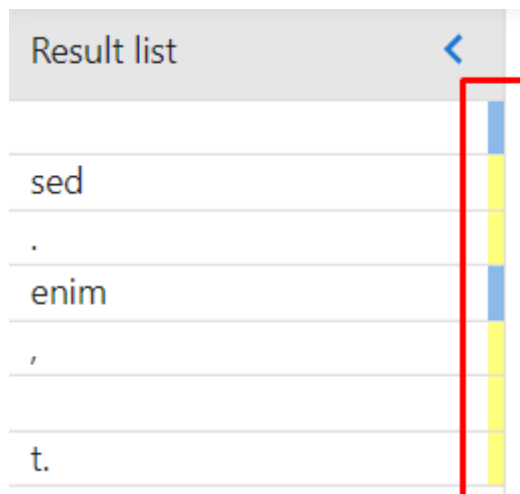 Result list
sed
.
enim
,
t.